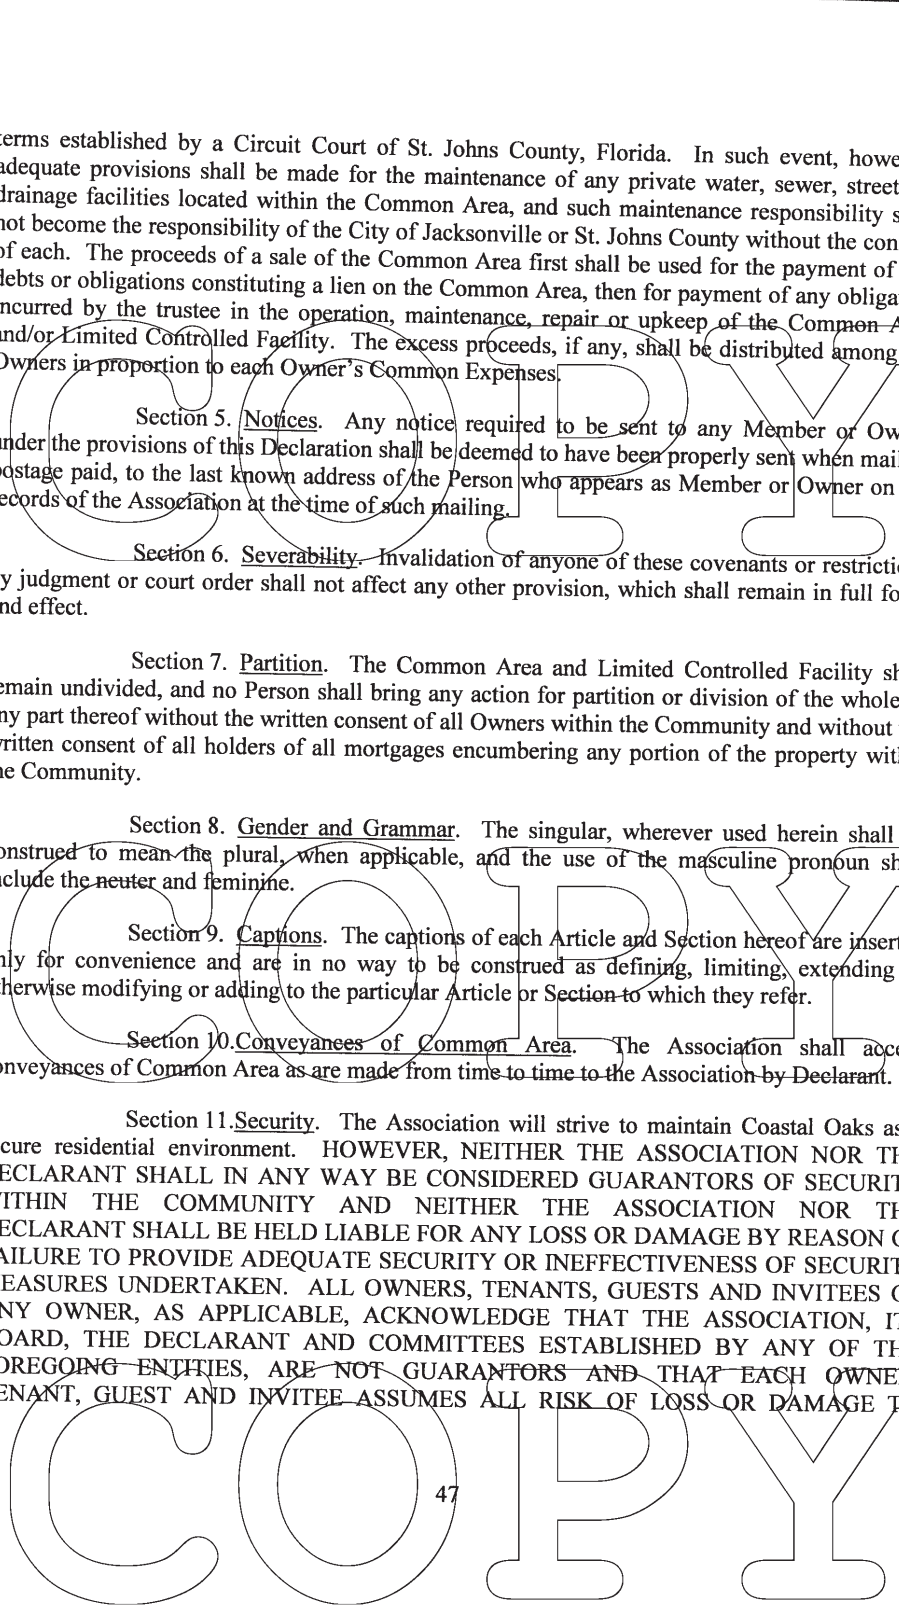 terms established by a Circuit Court of St. Johns County, Florida. In such event, howe
adequate provisions shall be made for the maintenance of any private water, sewer, street
drainage facilities located within the Common Area, and such maintenance responsibility s
not become the responsibility of the City of Jacksonville or St. Johns County without the con
of each. The proceeds of a sale of the Common Area first shall be used for the payment of
debts or obligations constituting a lien on the Common Area, then for payment of any obliga
incurred by the trustee in the operation, maintenance, repair or upkeep of the Common A
and/or Limited Controlled Facility. The excess proceeds, if any, shall be distributed among
Owners in proportion to each Owner's Common Expenses.
Section 5. Notices. Any notice required to be sent to any Member or Ow
under the provisions of this Declaration shall be deemed to have been properly sent when mail
postage paid, to the last known address of the Person who appears as Member or Owner on
records of the Association at the time of such mailing.
Section 6. Severability. Invalidation of anyone of these covenants or restricti
y judgment or court order shall not affect any other provision, which shall remain in full fo
nd effect.
Section 7. Partition. The Common Area and Limited Controlled Facility sh
emain undivided, and no Person shall bring any action for partition or division of the whole
ny part thereof without the written consent of all Owners within the Community and without
written consent of all holders of all mortgages encumbering any portion of the property wit
he Community.
Section 8. Gender and Grammar. The singular, wherever used herein shall
onstrued to mean the plural, when applicable, and the use of the masculine pronoun sh
nclude the neuter and feminine.
Section 9. Captions. The captions of each Article and Section hereof are insert
nly for convenience and are in no way to be construed as defining, limiting, extending
therwise modifying or adding to the particular Article or Section to which they refer.
Section 10.Conveyances of Common Area. The Association shall acce
onveyances of Common Area as are made from time to time to the Association by Declarant.
Section 11.Security. The Association will strive to maintain Coastal Oaks as
cure residential environment. HOWEVER, NEITHER THE ASSOCIATION NOR TH
ECLARANT SHALL IN ANY WAY BE CONSIDERED GUARANTORS OF SECURIT
ITHIN THE COMMUNITY AND NEITHER THE ASSOCIATION NOR TH
ECLARANT SHALL BE HELD LIABLE FOR ANY LOSS OR DAMAGE BY REASON O
AILURE TO PROVIDE ADEQUATE SECURITY OR INEFFECTIVENESS OF SECURIT
EASURES UNDERTAKEN. ALL OWNERS, TENANTS, GUESTS AND INVITEES O
NY OWNER, AS APPLICABLE, ACKNOWLEDGE THAT THE ASSOCIATION, IT
OARD, THE DECLARANT AND COMMITTEES ESTABLISHED BY ANY OF TH
OREGOING ENTITIES, ARE NOT GUARANTORS AND THAT EACH OWNE
ENANT, GUEST AND INVITEE ASSUMES ALL RISK OF LOSS OR DAMAGE T
47
COPY
COPY
COPY